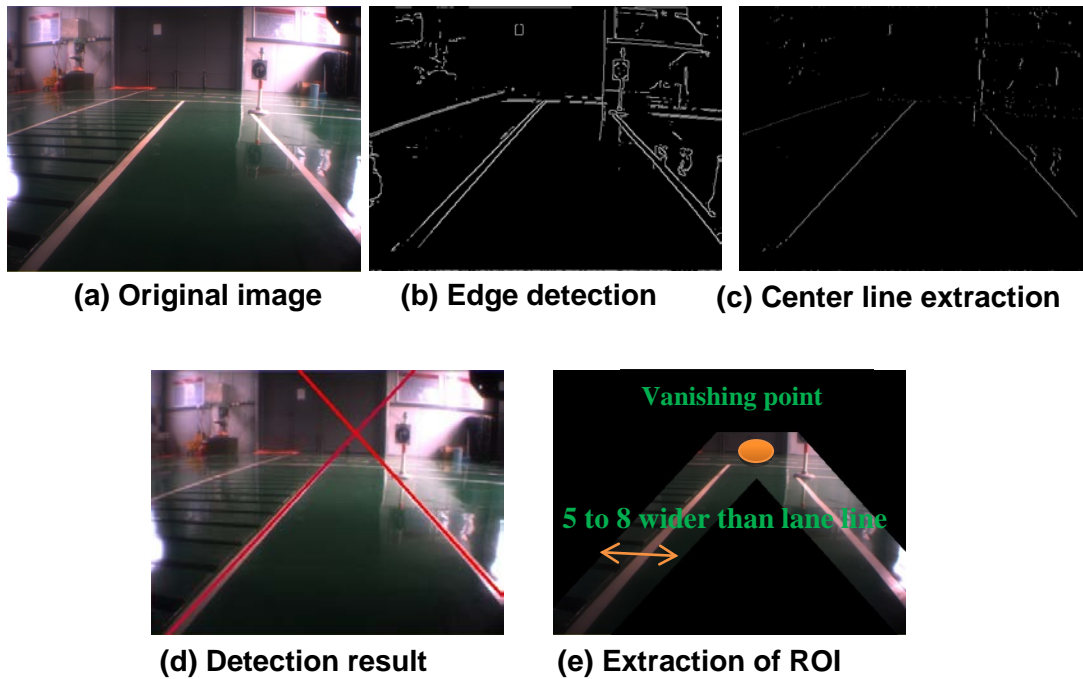 (a) Original image
(b) Edge detection
(c) Center line extraction
Vanishing point
5 to 8 wider than lane line
(d) Detection result
(e) Extraction of ROI